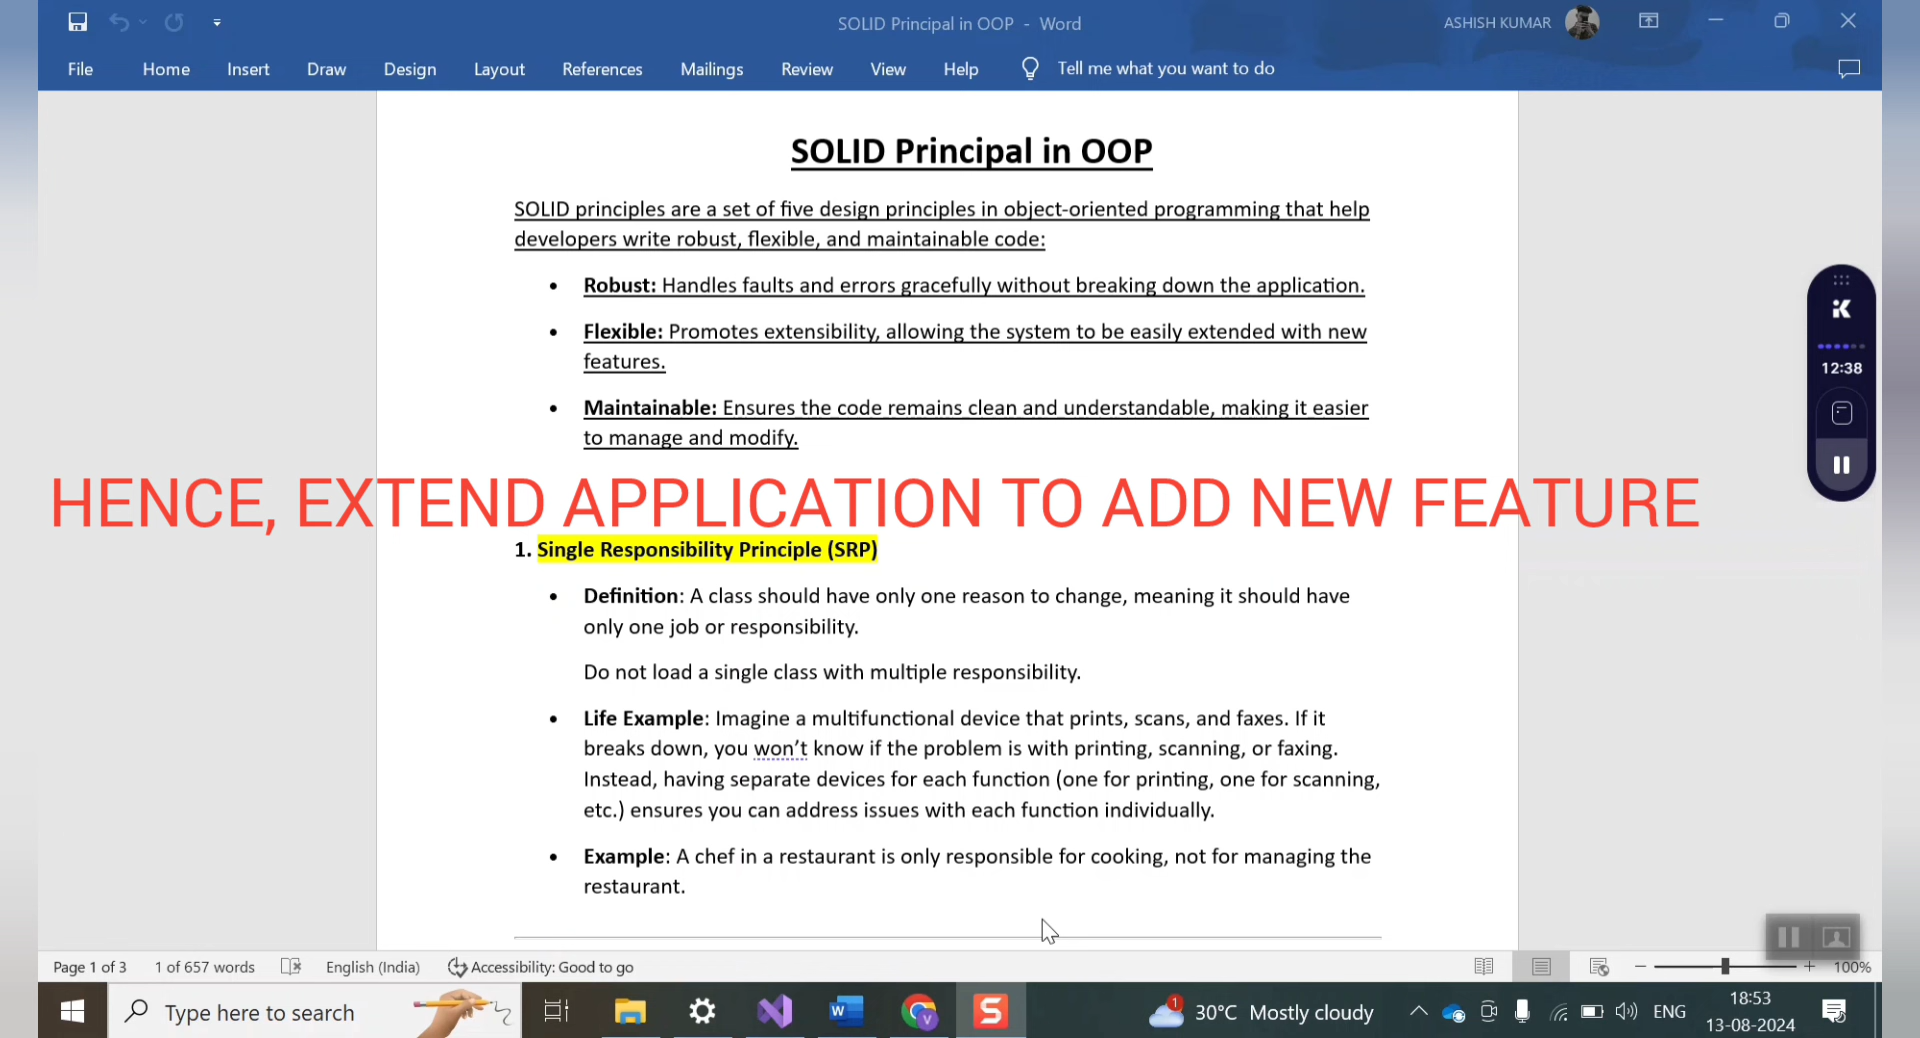 SOLID Principal in OOP - Word
ASHISH KUMAR
File Home Insert Draw Design Layout References Mailings Review View Help Tell me what you want to do
SOLID Principal in OOP
SOLID principles are a set of five design principles in object-oriented programming that help
developers write robust, flexible, and maintainable code:
• Robust: Handles faults and errors gracefully without breaking down the application.
• Flexible: Promotes extensibility, allowing the system to be easily extended with new
features.
• Maintainable: Ensures the code remains clean and understandable, making it easier
to manage and modify.
12:38
HENCE, EXTEND APPLICATION TO ADD NEW FEATURE
1. Single Responsibility Principle (SRP)
• Definition: A class should have only one reason to change, meaning it should have
only one job or responsibility.
Do not load a single class with multiple responsibility.
• Life Example: Imagine a multifunctional device that prints, scans, and faxes. If it
breaks down, you won't know if the problem is with printing, scanning, or faxing.
Instead, having separate devices for each function (one for printing, one for scanning,
etc.) ensures you can address issues with each function individually.
• Example: A chef in a restaurant is only responsible for cooking, not for managing the
restaurant.
Page 1 of 3 1 of 657 words English (India) Accessibility: Good to go 100%
Type here to search
1
30°C Mostly cloudy
ENG
18:53
13-08-2024